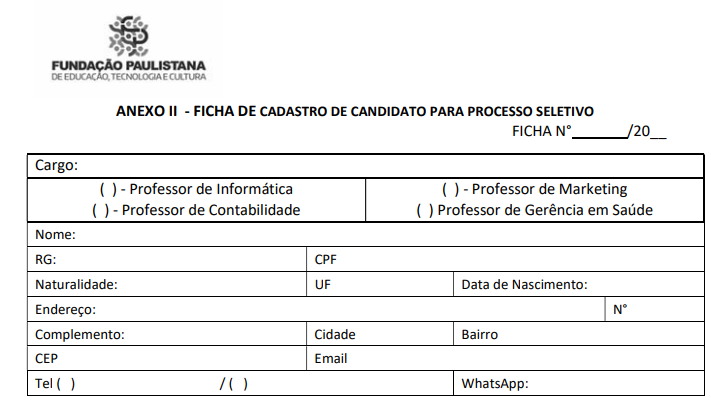 FUNDAÇÃO PAULISTANA
DE EDUCAÇÃO, TECNOLOGIA E CULTURA
ANEXO II - FICHA DE CADASTRO DE CANDIDATO PARA PROCESSO SELETIVO
FICHA N°_______/20__
Cargo:
( ) - Professor de Informática ( ) - Professor de Marketing
( ) - Professor de Contabilidade ( ) Professor de Gerência em Saúde
Nome:
RG: CPF
Naturalidade: UF Data de Nascimento:
Endereço: N°
Complemento: Cidade Bairro
CEP Email
Tel ( ) / ( ) WhatsApp: